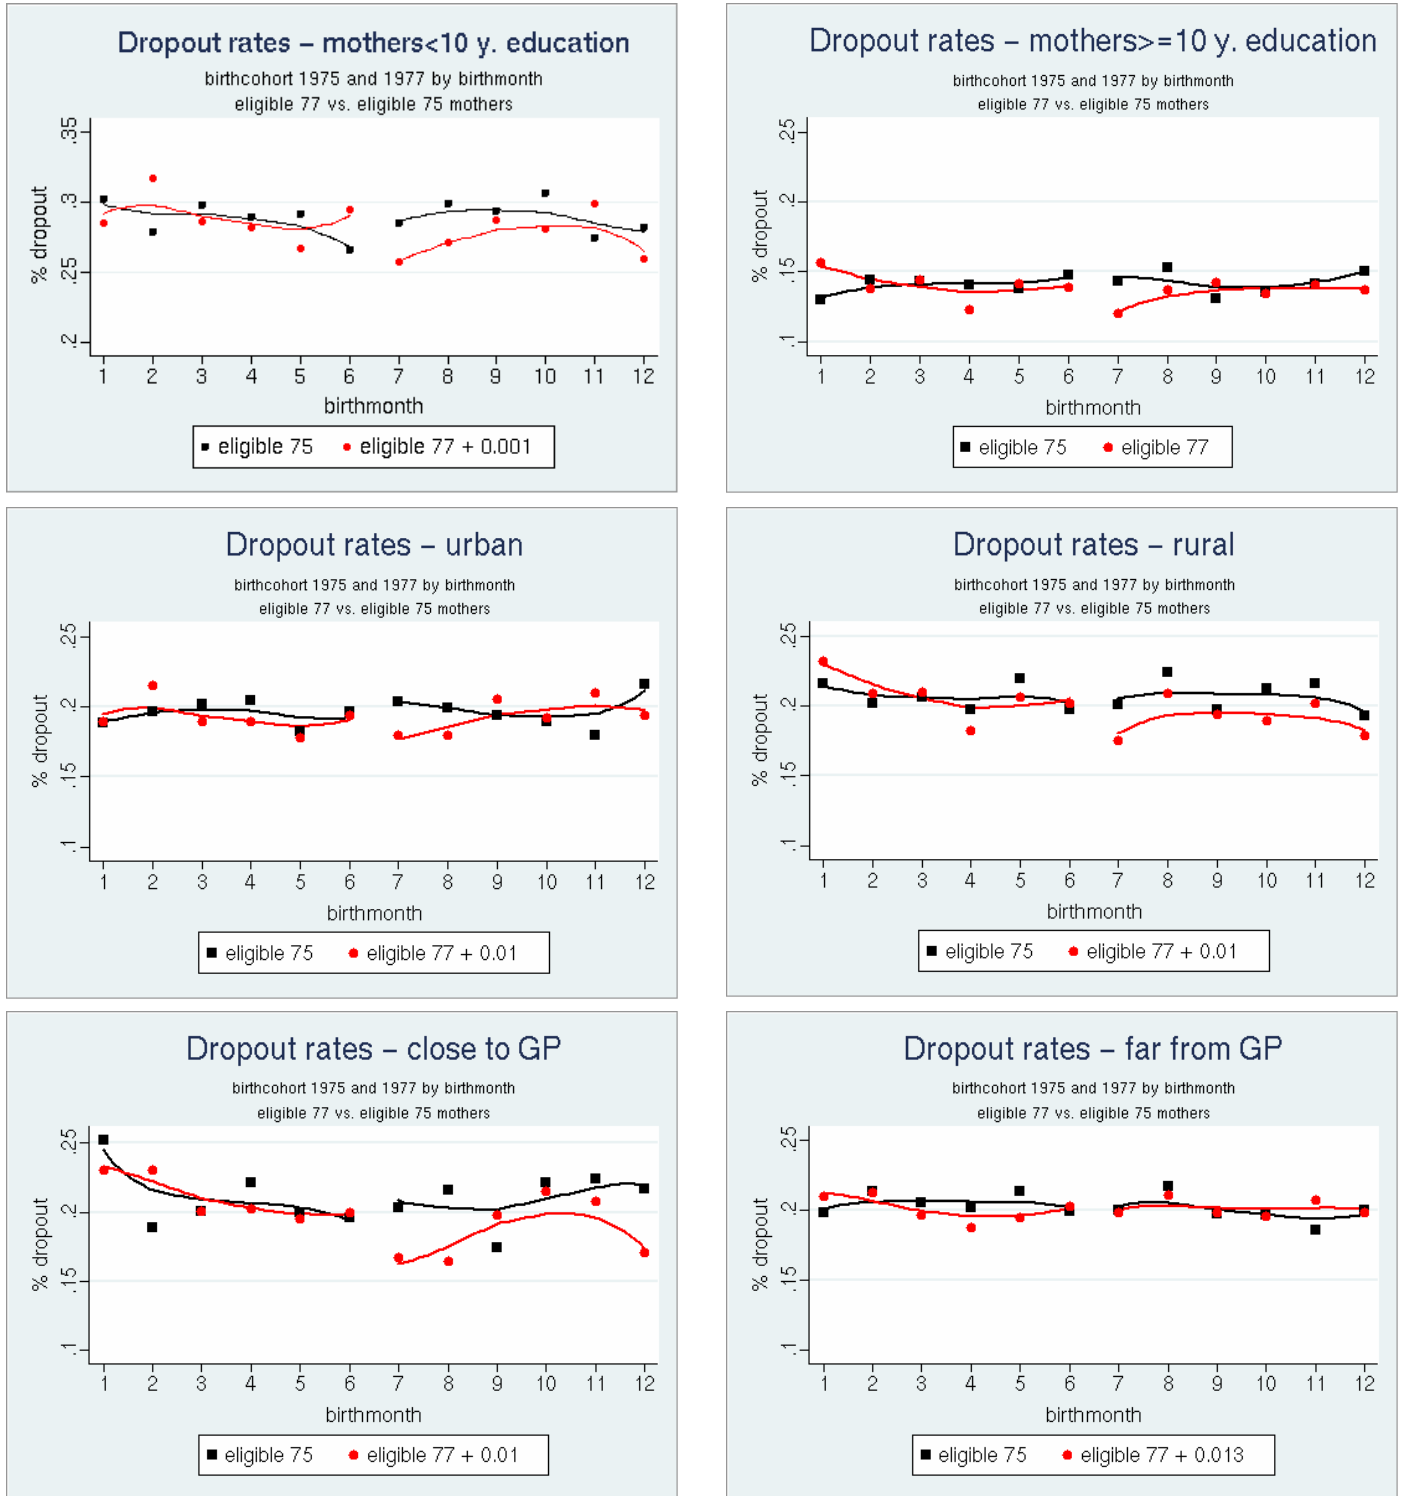 Dropout rates – mothers<10 y. education
birthcohort 1975 and 1977 by birthmonth
eligible 77 vs. eligible 75 mothers
% dropout
.35
.3
.25
.2
1 2 3 4 5 6 7 8 9 10 11 12
birthmonth
eligible 75 eligible 77 + 0.001
Dropout rates – mothers>=10 y. education
birthcohort 1975 and 1977 by birthmonth
eligible 77 vs. eligible 75 mothers
% dropout
.25
.2
.15
.1
1 2 3 4 5 6 7 8 9 10 11 12
birthmonth
eligible 75 eligible 77
Dropout rates – urban
birthcohort 1975 and 1977 by birthmonth
eligible 77 vs. eligible 75 mothers
% dropout
.25
.2
.15
.1
1 2 3 4 5 6 7 8 9 10 11 12
birthmonth
eligible 75 eligible 77 + 0.01
Dropout rates – rural
birthcohort 1975 and 1977 by birthmonth
eligible 77 vs. eligible 75 mothers
% dropout
.25
.2
.15
.1
1 2 3 4 5 6 7 8 9 10 11 12
birthmonth
eligible 75 eligible 77 + 0.01
Dropout rates – close to GP
birthcohort 1975 and 1977 by birthmonth
eligible 77 vs. eligible 75 mothers
% dropout
.25
.2
.15
.1
1 2 3 4 5 6 7 8 9 10 11 12
birthmonth
eligible 75 eligible 77 + 0.01
Dropout rates – far from GP
birthcohort 1975 and 1977 by birthmonth
eligible 77 vs. eligible 75 mothers
% dropout
.25
.2
.15
.1
1 2 3 4 5 6 7 8 9 10 11 12
birthmonth
eligible 75 eligible 77 + 0.013